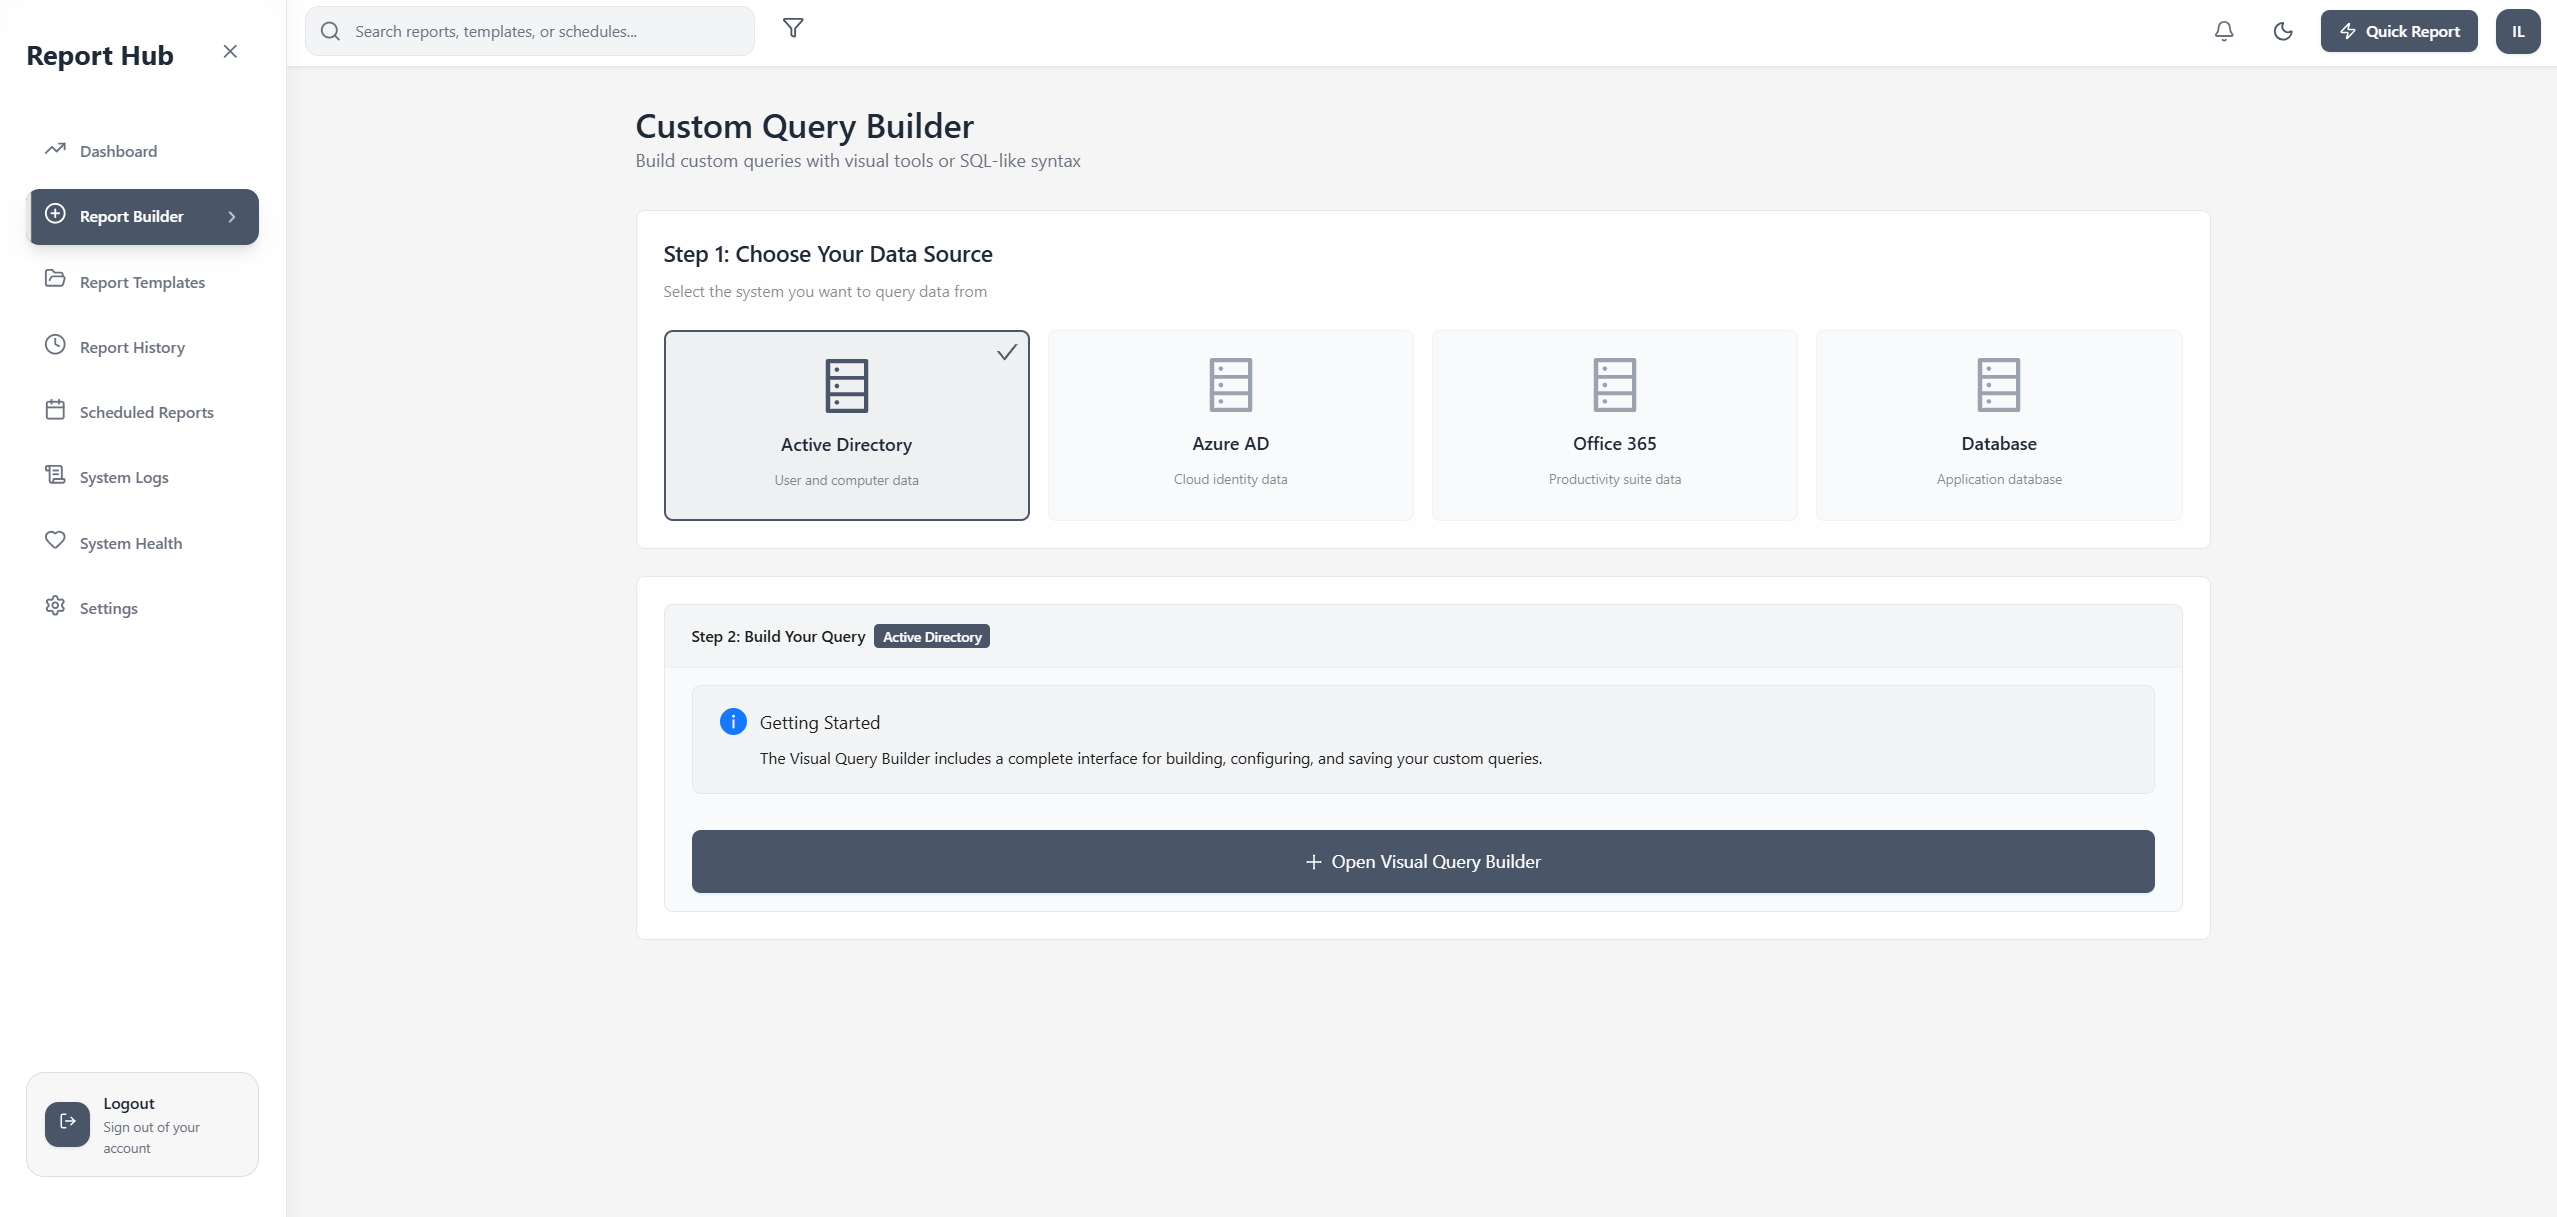 Report Hub
Search reports, templates, or schedules...
Quick Report
IL
Dashboard
Report Builder
Report Templates
Report History
Scheduled Reports
System Logs
System Health
Settings
Logout
Sign out of your
account
Custom Query Builder
Build custom queries with visual tools or SQL-like syntax
Step 1: Choose Your Data Source
Select the system you want to query data from
Active Directory
User and computer data
Azure AD
Cloud identity data
Office 365
Productivity suite data
Database
Application database
Step 2: Build Your Query Active Directory
Getting Started
The Visual Query Builder includes a complete interface for building, configuring, and saving your custom queries.
Open Visual Query Builder